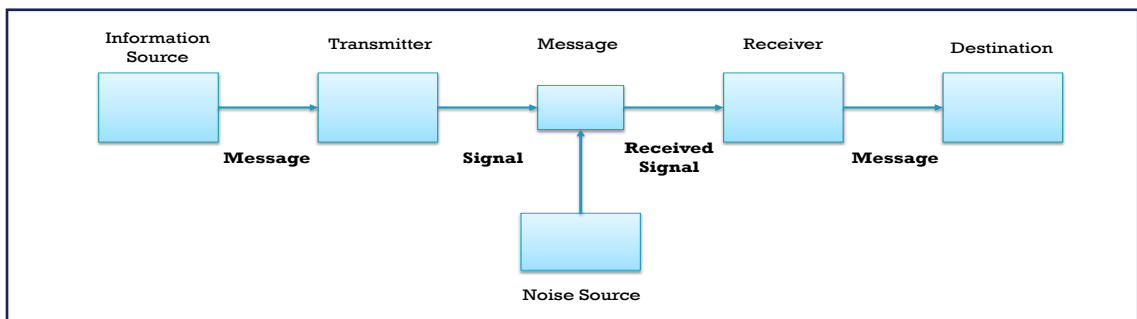 Information
Source
Transmitter
Message
Receiver
Destination
Message
Signal
Received
Signal
Message
Noise Source